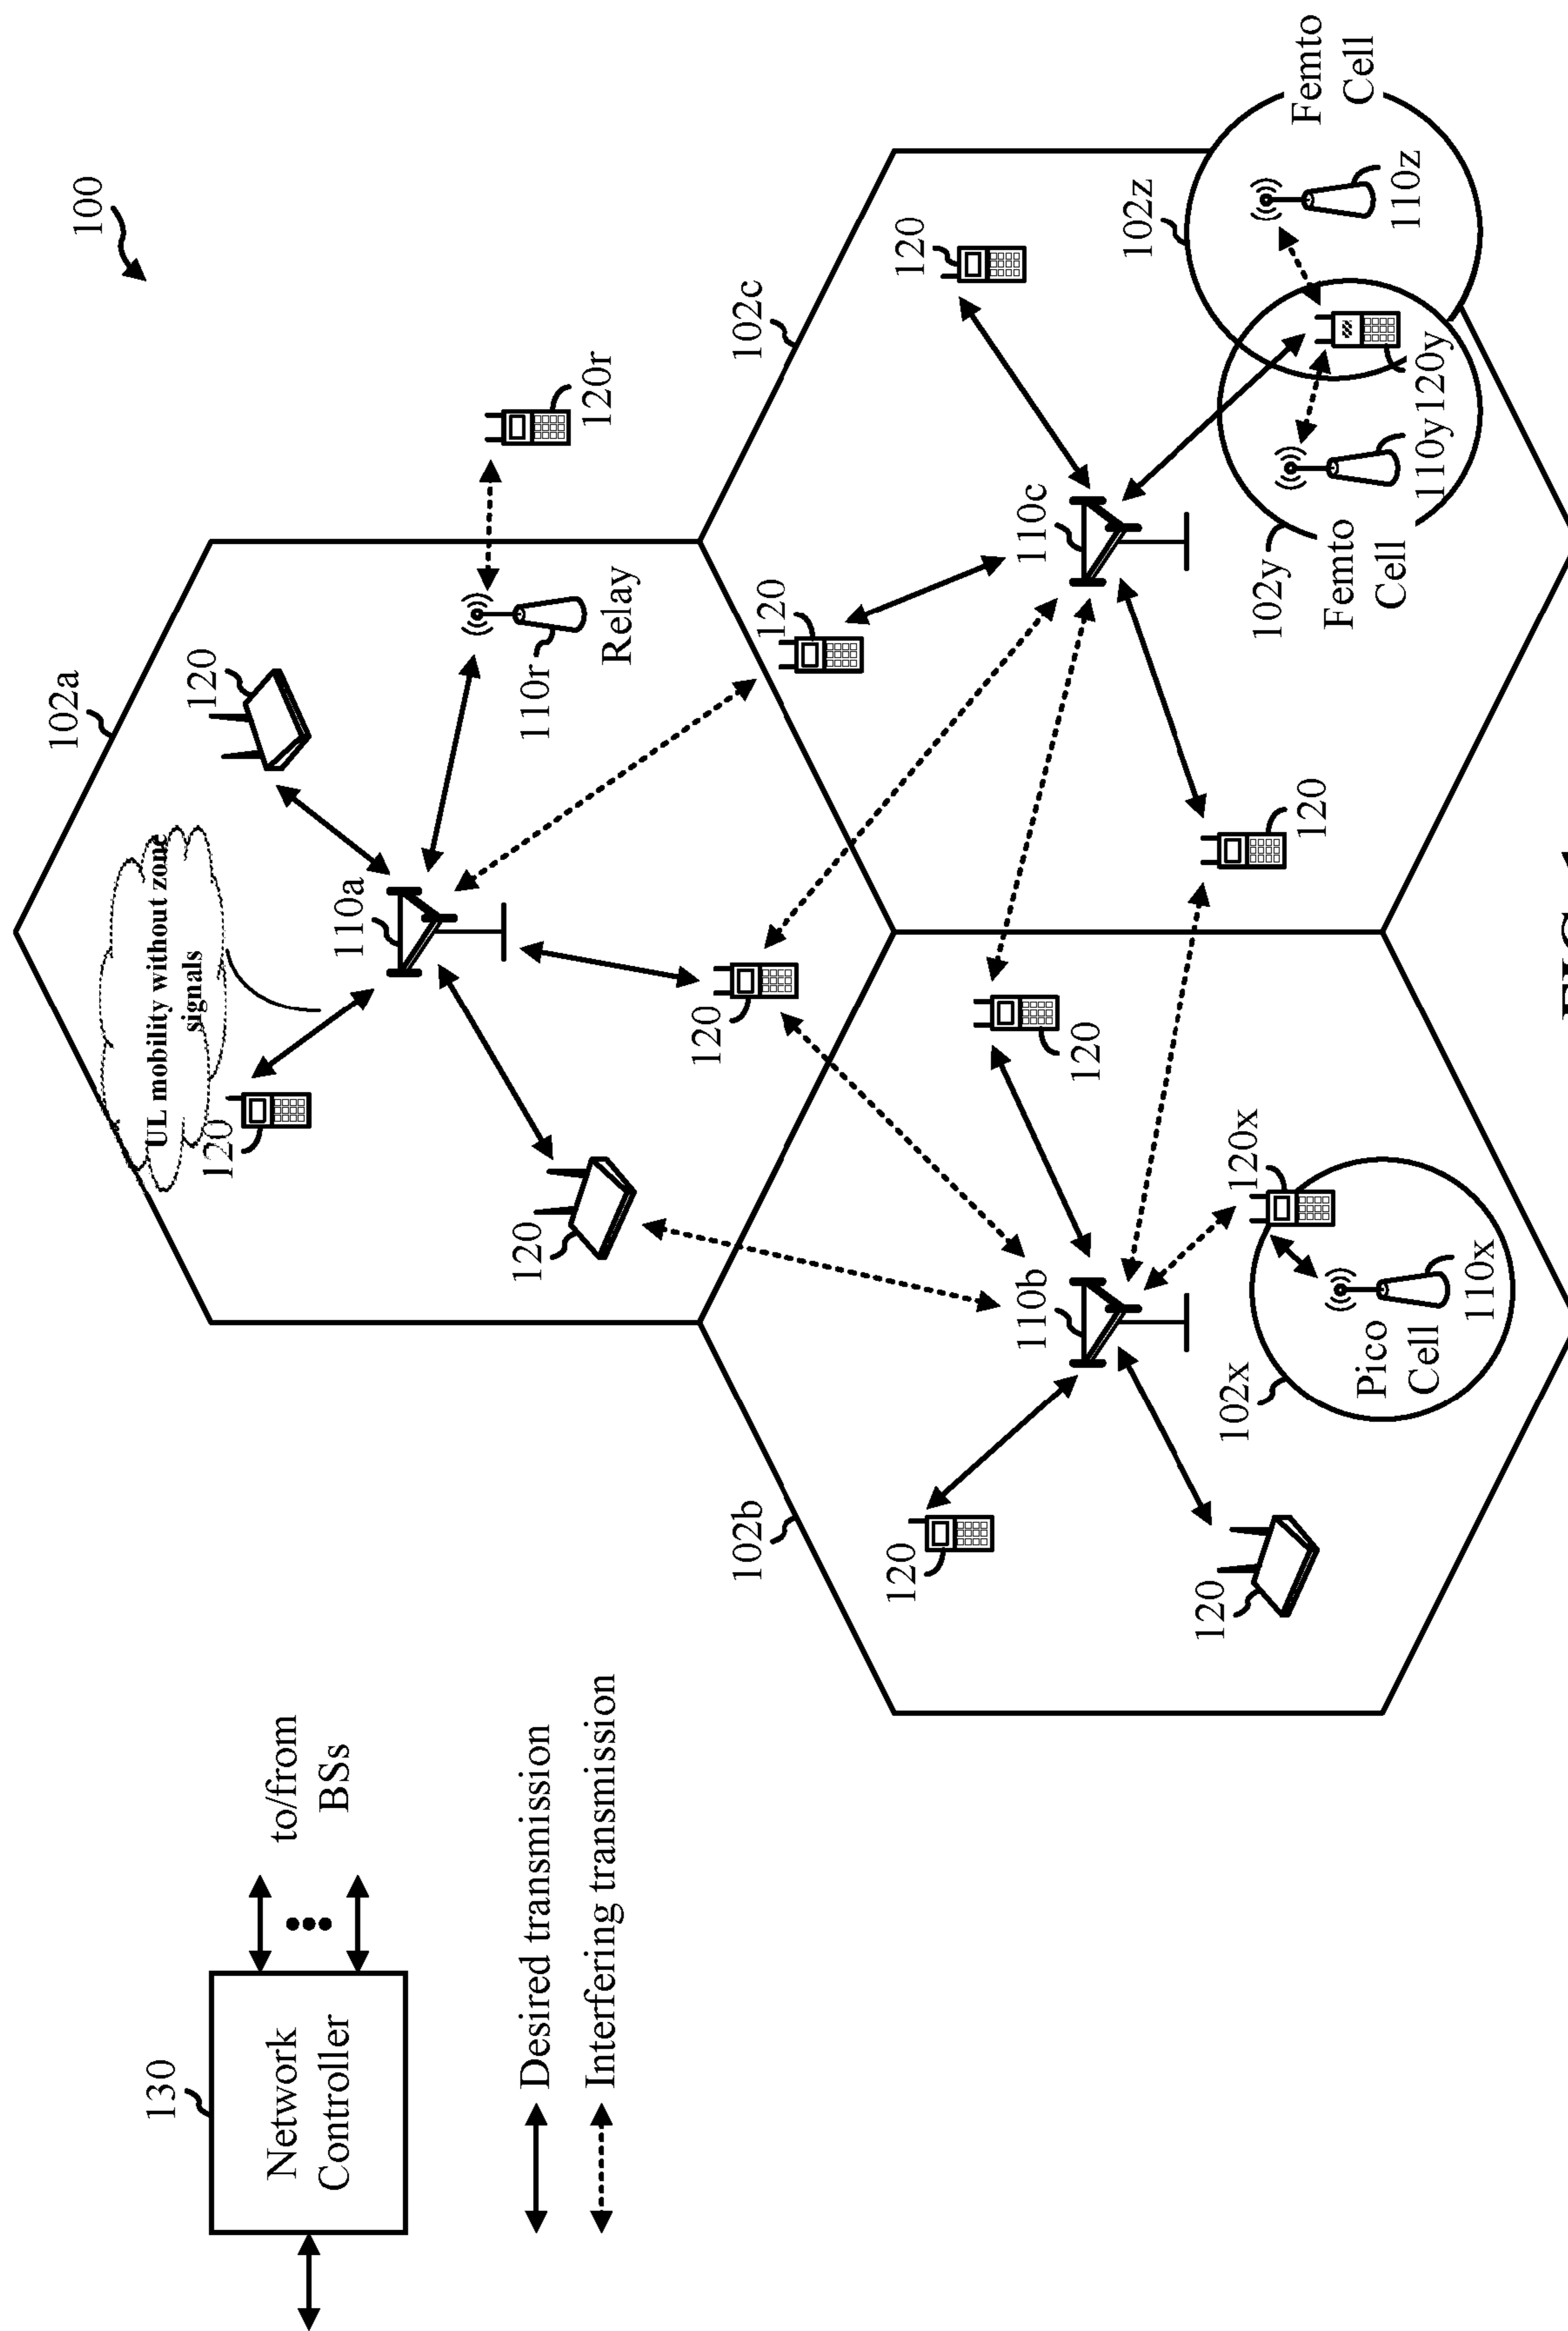 100
102a
130
UL mobility without zone
signals
120
120
Network
Controller
to/from
BSs
110a
Desired transmission
Interfering transmission
120
110r
Relay
120r
120
102b
102c
120
120
120
110b
110c
120
102z
120
102x
120x
120
Pico
Cell
110x
102y
Femto
Cell
110y
120y
Femto
Cell
110z